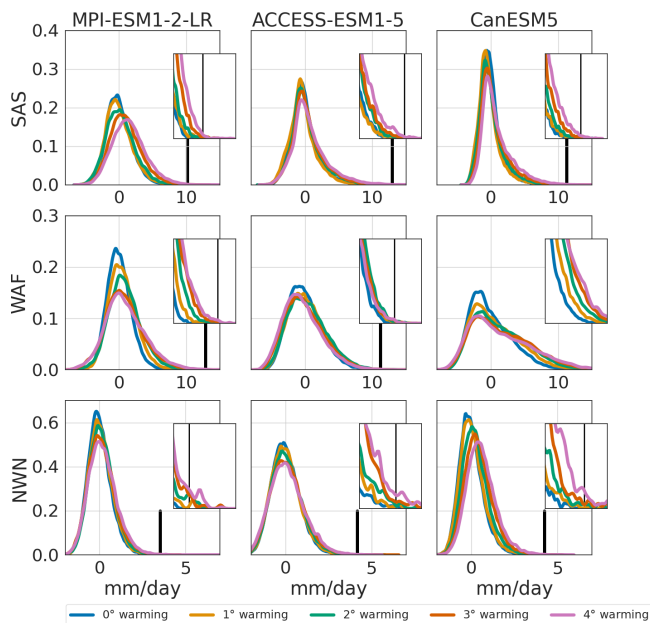 MPI-ESM1-2-LR ACCESS-ESM1-5 CanESM5
SAS
0.4
0.3
0.2
0.1
0.0
0 10 0 10 0 10
WAF
0.3
0.2
0.1
0.0
0 10 0 10 0 10
NWN
0.6
0.4
0.2
0.0
0 5 0 5 0 5
mm/day mm/day mm/day
0° warming 1° warming 2° warming 3° warming 4° warming